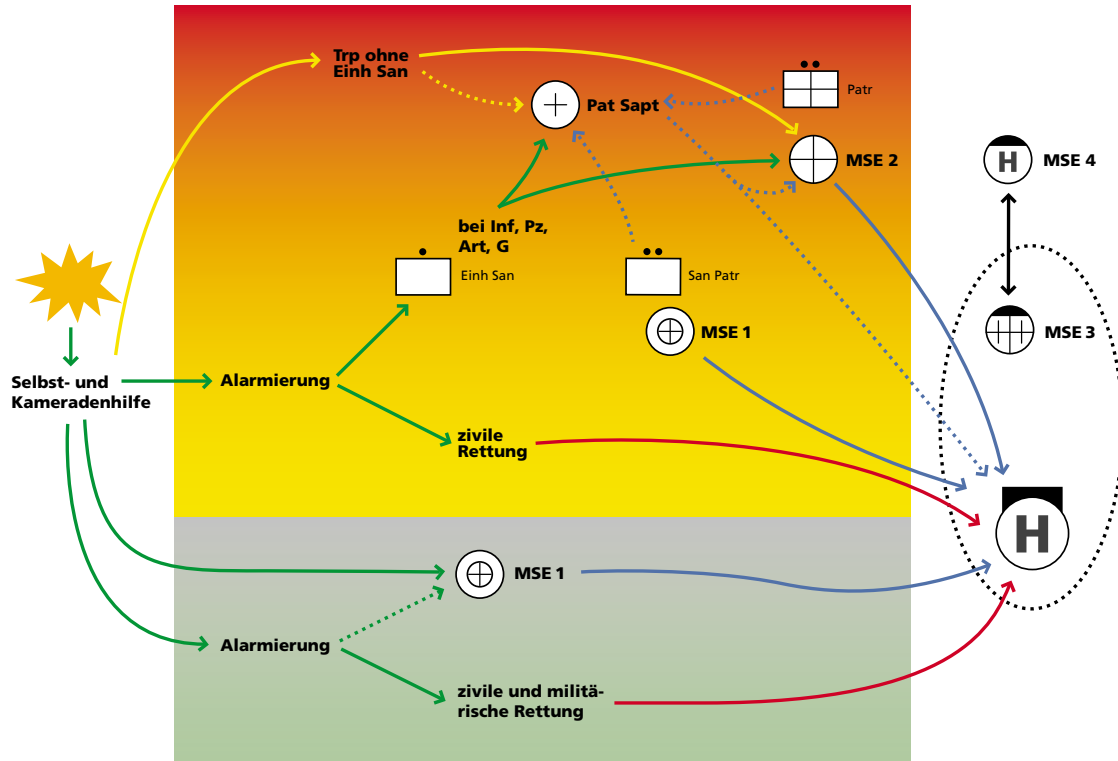 Trp ohne
Einh San
Pat Sapt
Patr
MSE 2
H
MSE 4
bei Inf, Pz,
Art, G
Einh San
San Patr
MSE 1
MSE 3
Selbst- und
Kameradenhilfe
Alarmierung
zivile
Rettung
H
MSE 1
Alarmierung
zivile und militä-
rische Rettung